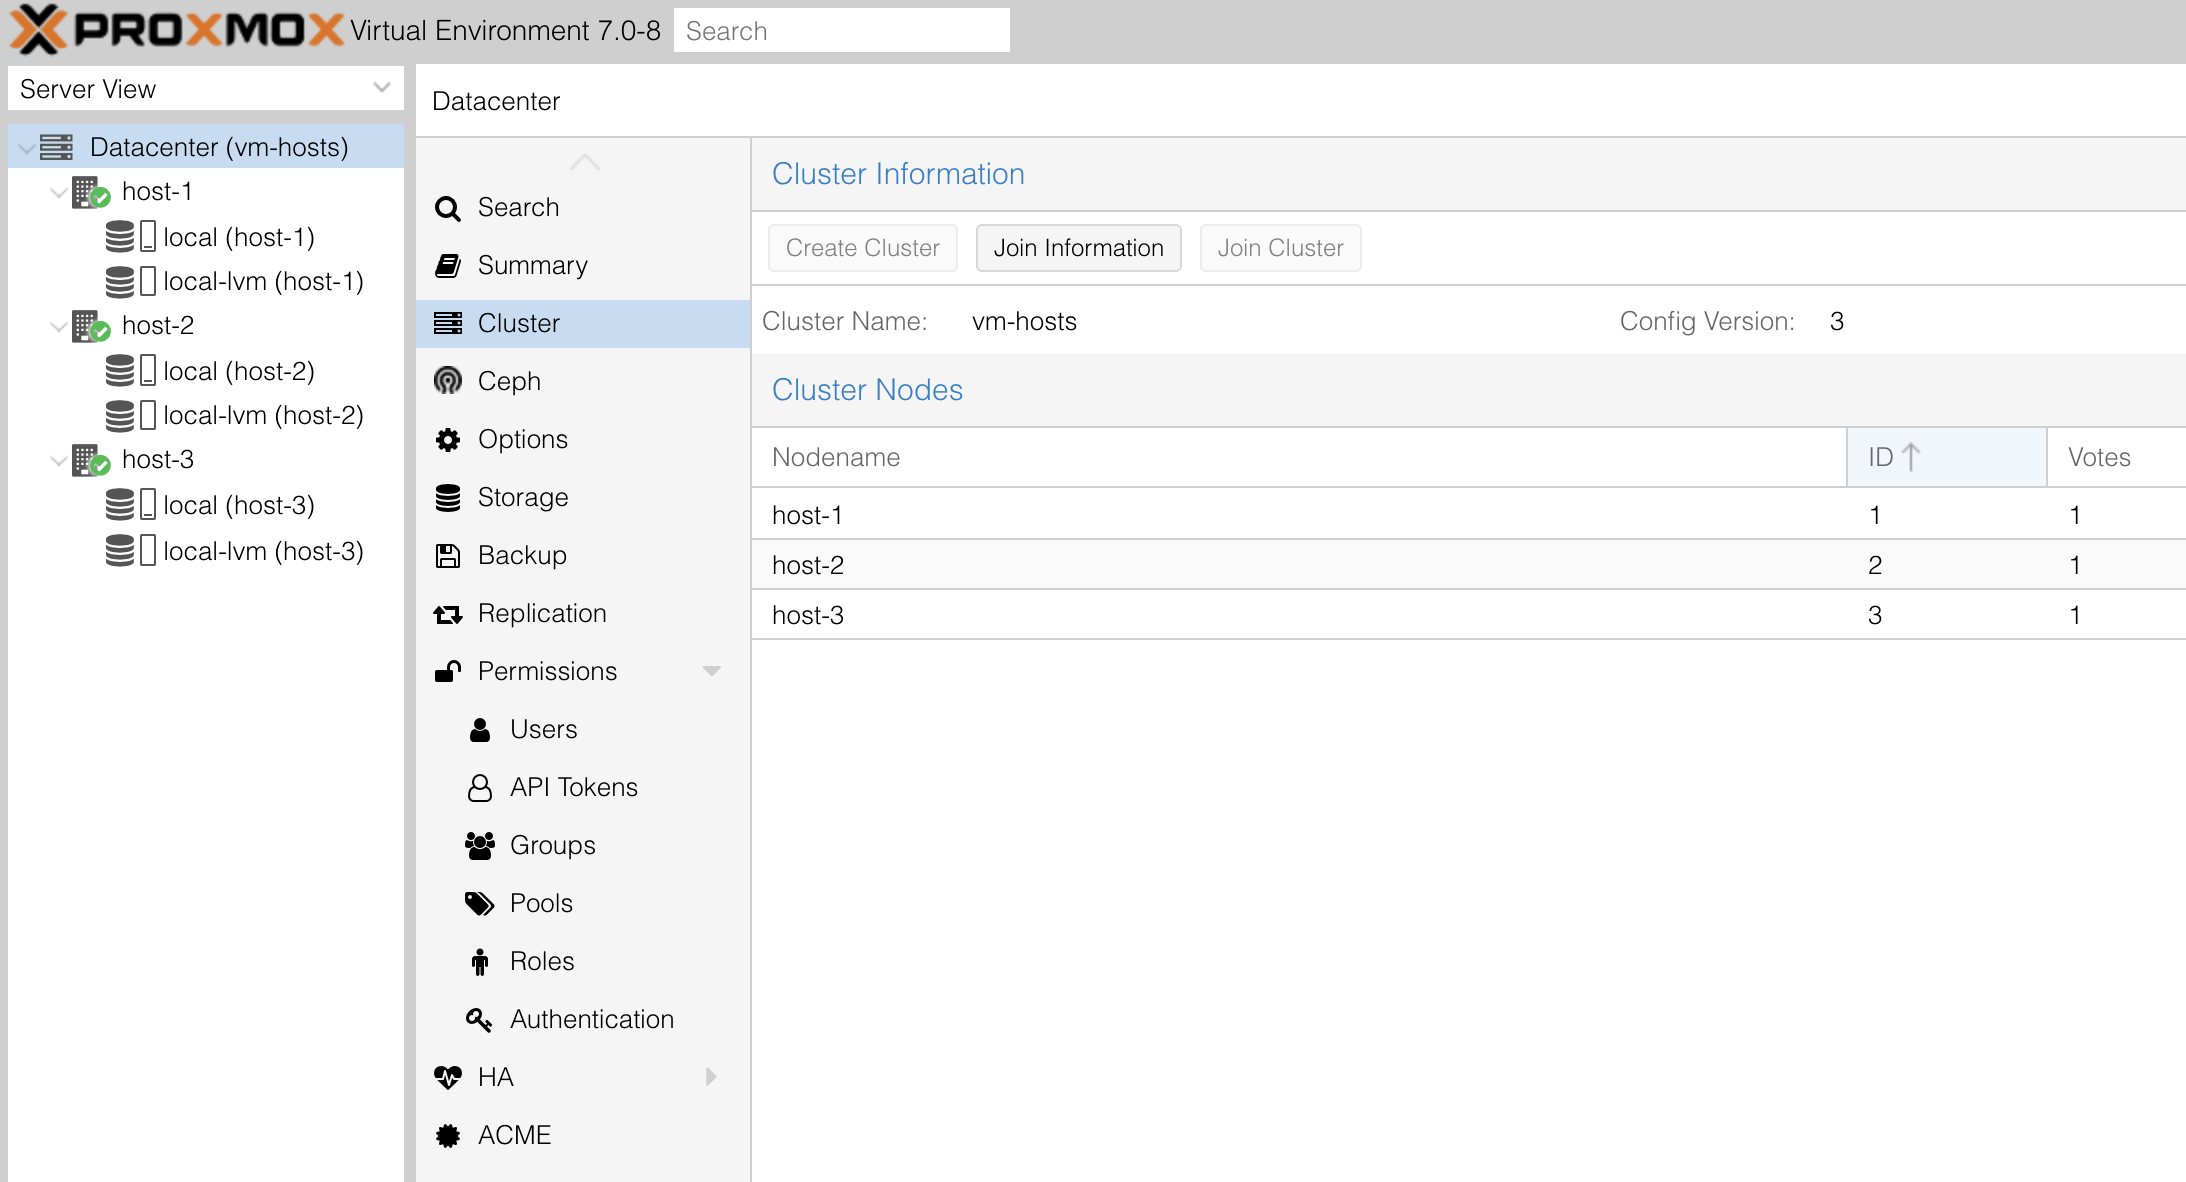 PROXMOX Virtual Environment 7.0-8 Search
Server View
Datacenter (vm-hosts)
host-1
local (host-1)
local-lvm (host-1)
host-2
local (host-2)
local-lvm (host-2)
host-3
local (host-3)
local-lvm (host-3)
Datacenter
Search
Summary
Cluster
Ceph
Options
Storage
Backup
Replication
Permissions
Users
API Tokens
Groups
Pools
Roles
Authentication
HA
ACME
Cluster Information
Create Cluster Join Information Join Cluster
Cluster Name: vm-hosts Config Version: 3
Cluster Nodes
Nodename ID Votes
host-1 1 1
host-2 2 1
host-3 3 1